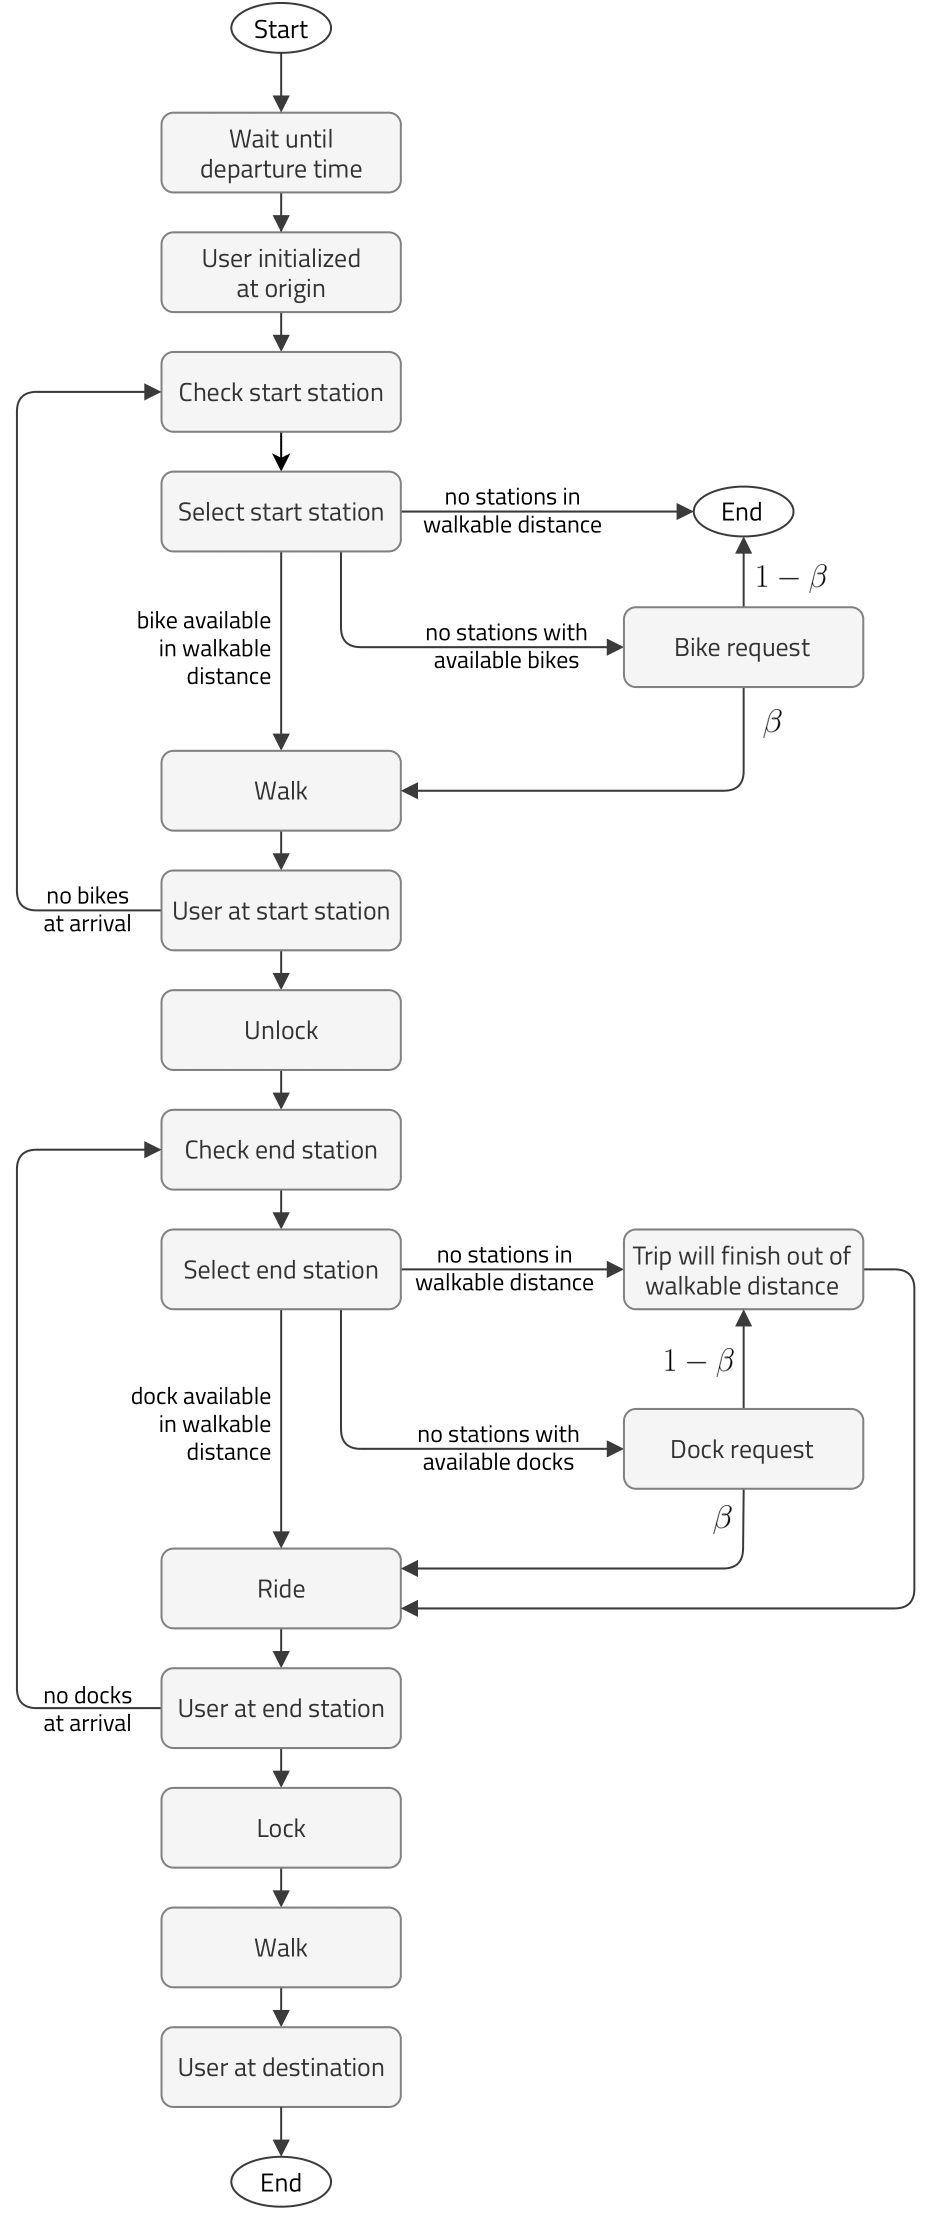 Start
Wait until
departure time
User initialized
at origin
Check start station
Select start station
no stations in
walkable distance
End
1 − β
bike available
in walkable
distance
no stations with
available bikes
Bike request
β
Walk
no bikes
at arrival
User at start station
Unlock
Check end station
Select end station
no stations in
walkable distance
Trip will finish out of
walkable distance
1 − β
dock available
in walkable
distance
no stations with
available docks
Dock request
β
Ride
no docks
at arrival
User at end station
Lock
Walk
User at destination
End